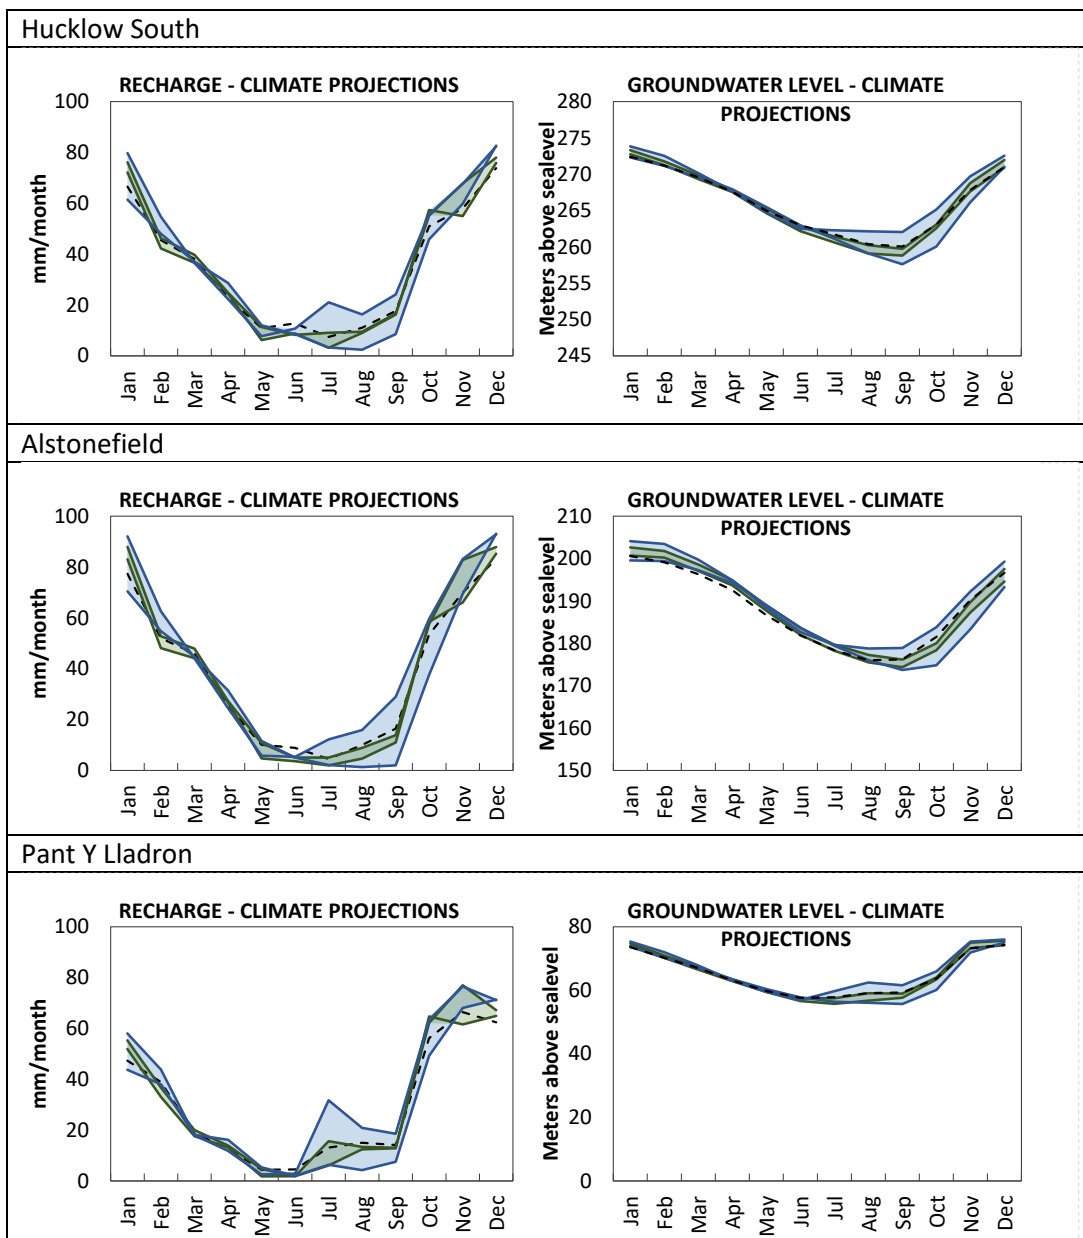 Hucklow South
RECHARGE - CLIMATE PROJECTIONS
mm/month
100
80
60
40
20
0
Jan Feb Mar Apr May Jun Jul Aug Sep Oct Nov Dec
GROUNDWATER LEVEL - CLIMATE
PROJECTIONS
Meters above sealevel
280
275
270
265
260
255
250
245
Jan Feb Mar Apr May Jun Jul Aug Sep Oct Nov Dec
Alstonefield
RECHARGE - CLIMATE PROJECTIONS
mm/month
100
80
60
40
20
0
Jan Feb Mar Apr May Jun Jul Aug Sep Oct Nov Dec
GROUNDWATER LEVEL - CLIMATE
PROJECTIONS
Meters above sealevel
210
200
190
180
170
160
150
Jan Feb Mar Apr May Jun Jul Aug Sep Oct Nov Dec
Pant Y Lladron
RECHARGE - CLIMATE PROJECTIONS
mm/month
100
80
60
40
20
0
Jan Feb Mar Apr May Jun Jul Aug Sep Oct Nov Dec
GROUNDWATER LEVEL - CLIMATE
PROJECTIONS
Meters above sealevel
80
60
40
20
0
Jan Feb Mar Apr May Jun Jul Aug Sep Oct Nov Dec